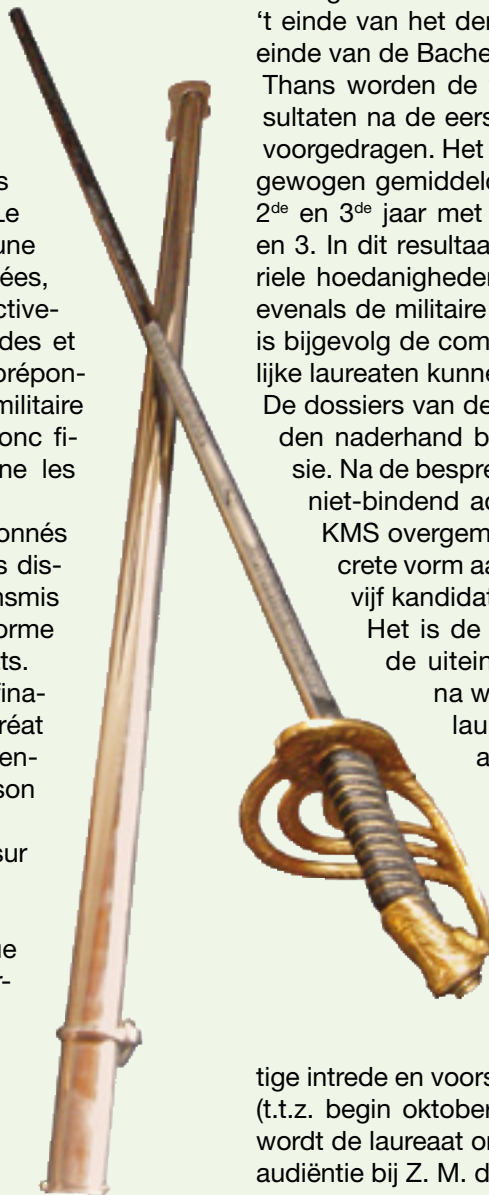 s
Le
une
ées,
ctive-
des et
prépon-
militaire
onc fi-
ne les
onnés
s dis-
nsmis
orme
ts.
fina-
réat
en-
son
sur
ue
r-
‘t einde van het der
einde van de Bache
Thans worden de
sultaten na de eers
voorgedragen. Het
gewogen gemiddeld
2de en 3de jaar met
en 3. In dit resultaa
riele hoedanigheder
evenals de militaire
is bijgevolg de com
lijke laureaten kunne
De dossiers van de
den naderhand b
sie. Na de bespre
niet-bindend ac
KMS overgem
crete vorm aa
vijf kandidat
Het is de
de uitein
na w
lau
a
tige intrede en voors
(t.t.z. begin oktober
wordt de laureaat or
audiëntie bij Z. M. d